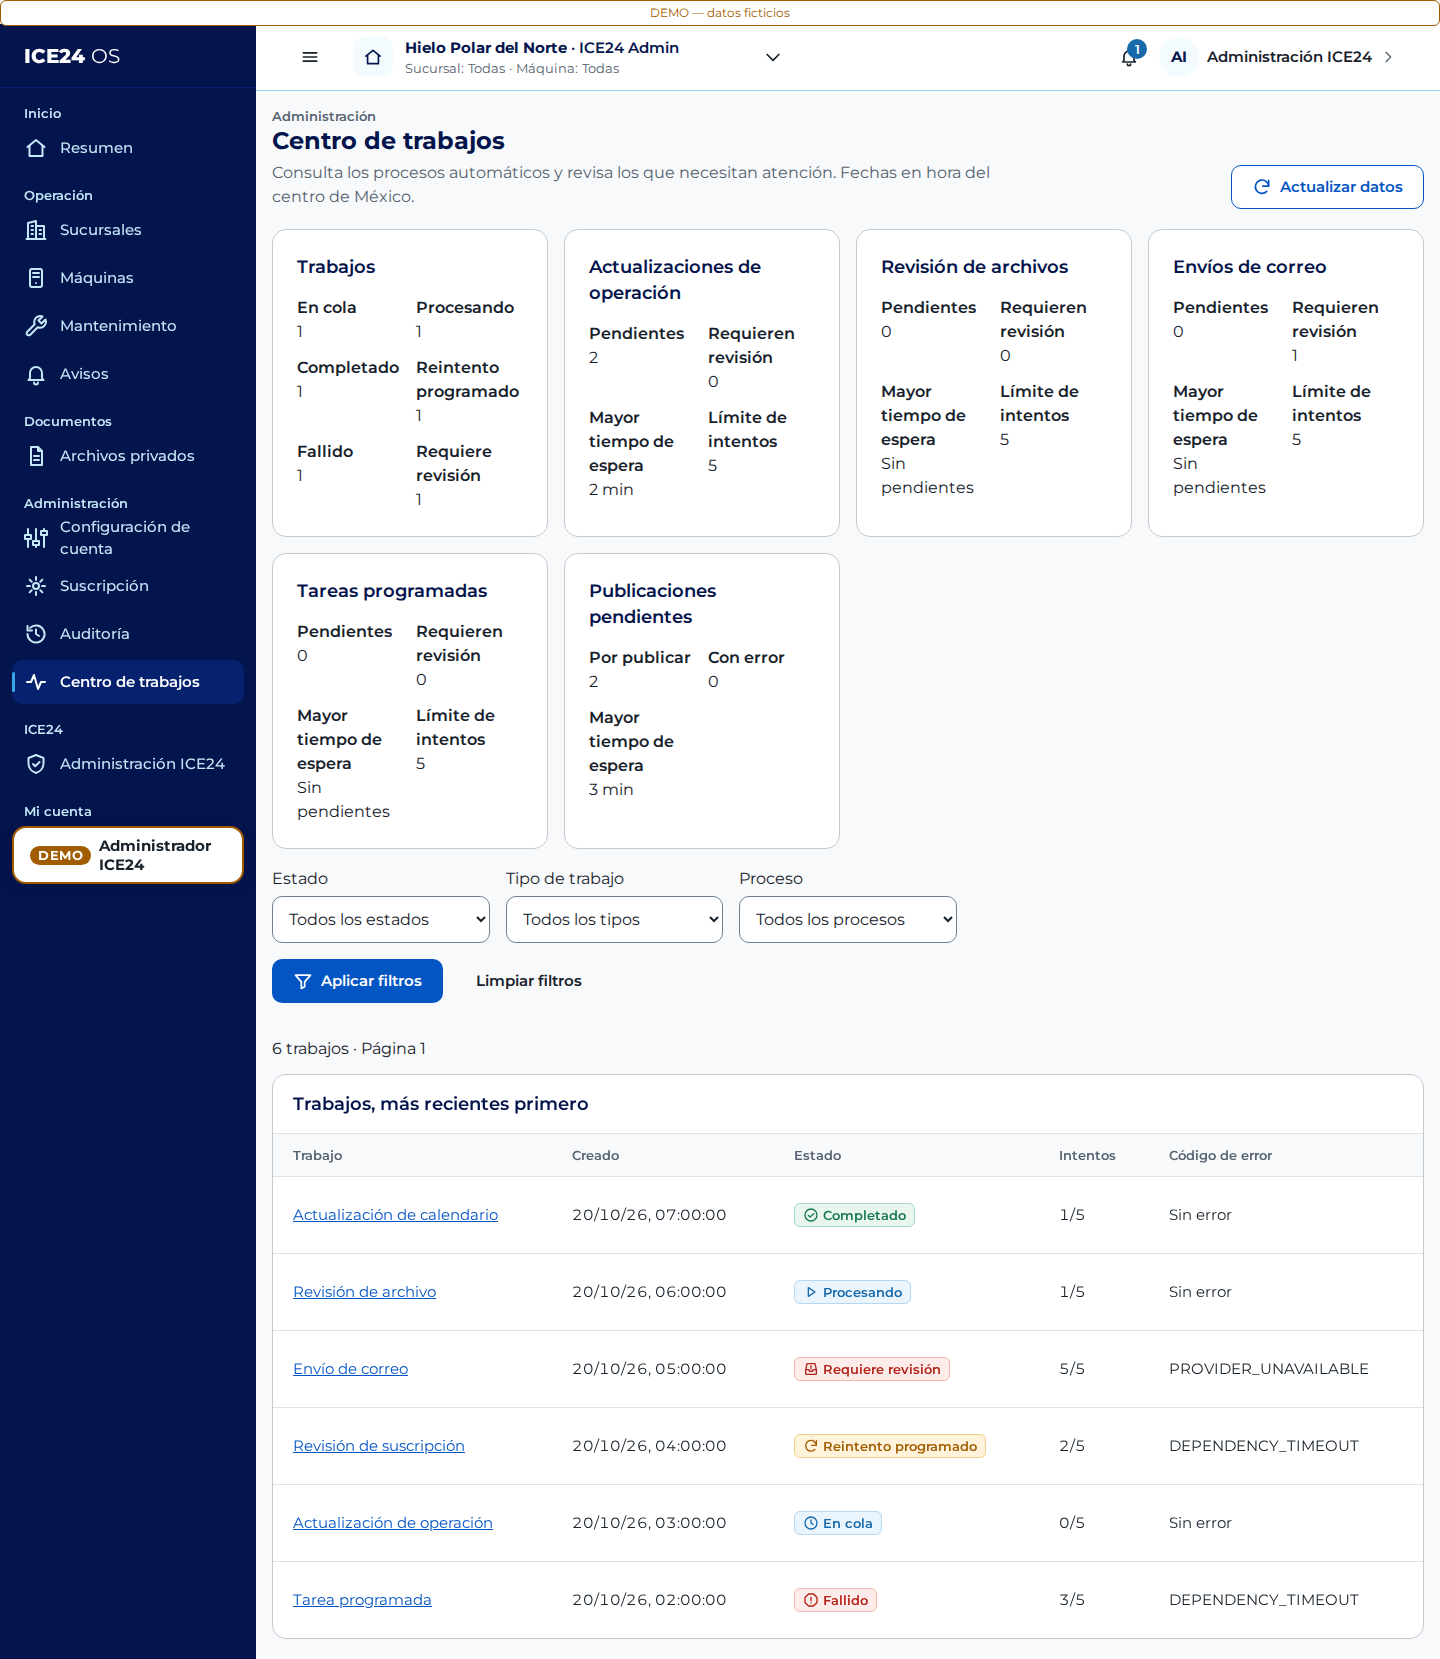 DEMO — datos ficticios
ICE24 OS
Inicio
Resumen
Operación
Sucursales
Máquinas
Mantenimiento
Avisos
Documentos
Archivos privados
Administración
Configuración de
cuenta
Suscripción
Auditoría
Centro de trabajos
ICE24
Administración ICE24
Mi cuenta
DEMO
Administrador
ICE24
Hielo Polar del Norte · ICE24 Admin
Sucursal: Todas · Máquina: Todas
1
AI
Administración ICE24
Administración
Centro de trabajos
Consulta los procesos automáticos y revisa los que necesitan atención. Fechas en hora del
centro de México.
Actualizar datos
Trabajos
En cola
1
Procesando
1
Completado
1
Reintento
programado
1
Fallido
1
Requiere
revisión
1
Actualizaciones de
operación
Pendientes
2
Requieren
revisión
0
Mayor
tiempo de
espera
2 min
Límite de
intentos
5
Revisión de archivos
Pendientes
0
Requieren
revisión
0
Mayor
tiempo de
espera
Sin
pendientes
Límite de
intentos
5
Envíos de correo
Pendientes
0
Requieren
revisión
1
Mayor
tiempo de
espera
Sin
pendientes
Límite de
intentos
5
Tareas programadas
Pendientes
0
Requieren
revisión
0
Mayor
tiempo de
espera
Sin
pendientes
Límite de
intentos
5
Publicaciones
pendientes
Por publicar
2
Con error
0
Mayor
tiempo de
espera
3 min
Estado
Todos los estados
Tipo de trabajo
Todos los tipos
Proceso
Todos los procesos
Aplicar filtros
Limpiar filtros
6 trabajos · Página 1
Trabajos, más recientes primero
Trabajo Creado Estado Intentos Código de error
Actualización de calendario 20/10/26, 07:00:00 Completado 1/5 Sin error
Revisión de archivo 20/10/26, 06:00:00 Procesando 1/5 Sin error
Envío de correo 20/10/26, 05:00:00 Requiere revisión 5/5 PROVIDER_UNAVAILABLE
Revisión de suscripción 20/10/26, 04:00:00 Reintento programado 2/5 DEPENDENCY_TIMEOUT
Actualización de operación 20/10/26, 03:00:00 En cola 0/5 Sin error
Tarea programada 20/10/26, 02:00:00 Fallido 3/5 DEPENDENCY_TIMEOUT